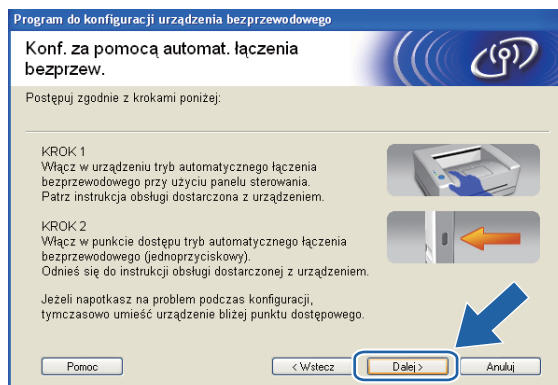 Program do konfiguracji urządzenia bezprzewodowego
Konf. za pomocą automat. łączenia
bezprzew.
Postępuj zgodnie z krokami poniżej:
KROK 1
Włącz w urządzeniu tryb automatycznego łączenia
bezprzewodowego przy użyciu panelu sterowania.
Patrz instrukcja obsługi dostarczona z urządzeniem.
KROK 2
Włącz w punkcie dostępu tryb automatycznego łączenia
bezprzewodowego (jednoprzyciskowy).
Odnieś się do instrukcji obsługi dostarczonej z urządzeniem.
Jeżeli napotkasz na problem podczas konfiguracji,
tymczasowo umieść urządzenie bliżej punktu dostępowego.
Pomoc
< Wstecz
Dalej >
Anuluj